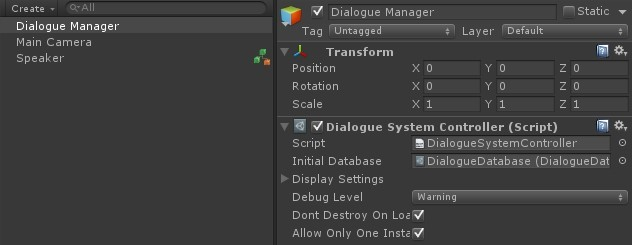 Create All
Dialogue Manager
Main Camera
Speaker
Dialogue Manager Static
Tag Untagged Layer Default
Transform
Position X 0 Y 0 Z 0
Rotation X 0 Y 0 Z 0
Scale X 1 Y 1 Z 1
Dialogue System Controller (Script)
Script DialogueSystemController
Initial Database DialogueDatabase (DialogueDat
Display Settings
Debug Level Warning
Dont Destroy On Loa
Allow Only One Insta